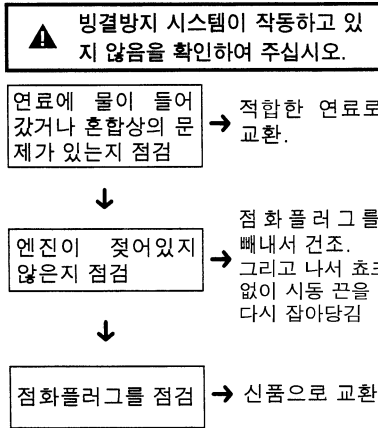 빙결방지 시스템이 작동하고 있
지 않음을 확인하여 주십시오.
연료에 물이 들어
갔거나 혼합상의 문
제가 있는지 점검
→ 적합한 연료로
교환.
↓
엔진이 젖어있지
않은지 점검
→ 점화플러그를
빼내서 건조.
그리고 나서 쵸크
없이 시동 끈을
다시 잡아당김
↓
점화플러그를 점검 → 신품으로 교환